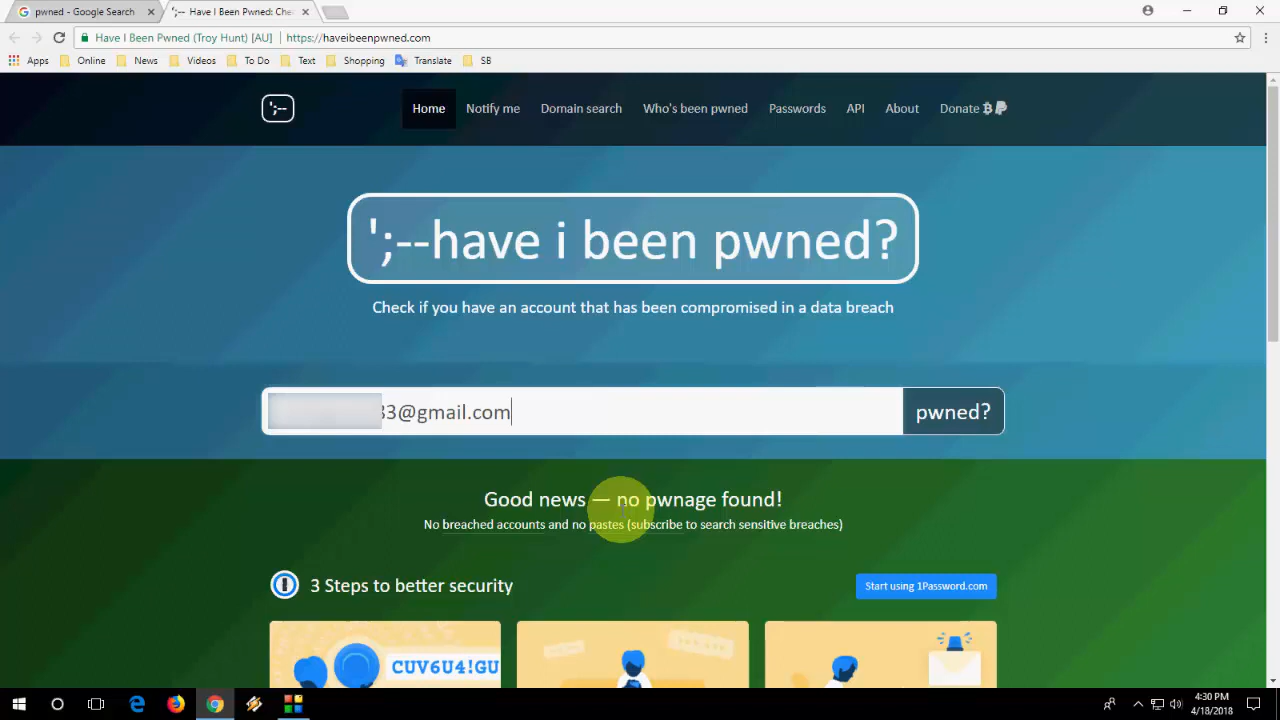 pwned - Google Search
';-- Have I Been Pwned: Che
Have I Been Pwned (Troy Hunt) [AU]
https://haveibeenpwned.com
Apps
Online
News
Videos
To Do
Text
Shopping
Translate
SB
';--
Home
Notify me
Domain search
Who's been pwned
Passwords
API
About
Donate
';--have i been pwned?
Check if you have an account that has been compromised in a data breach
33@gmail.com
pwned?
Good news — no pwnage found!
No breached accounts and no pastes (subscribe to search sensitive breaches)
3 Steps to better security
Start using 1Password.com
CUV6U4!GU
4:30 PM
4/18/2018